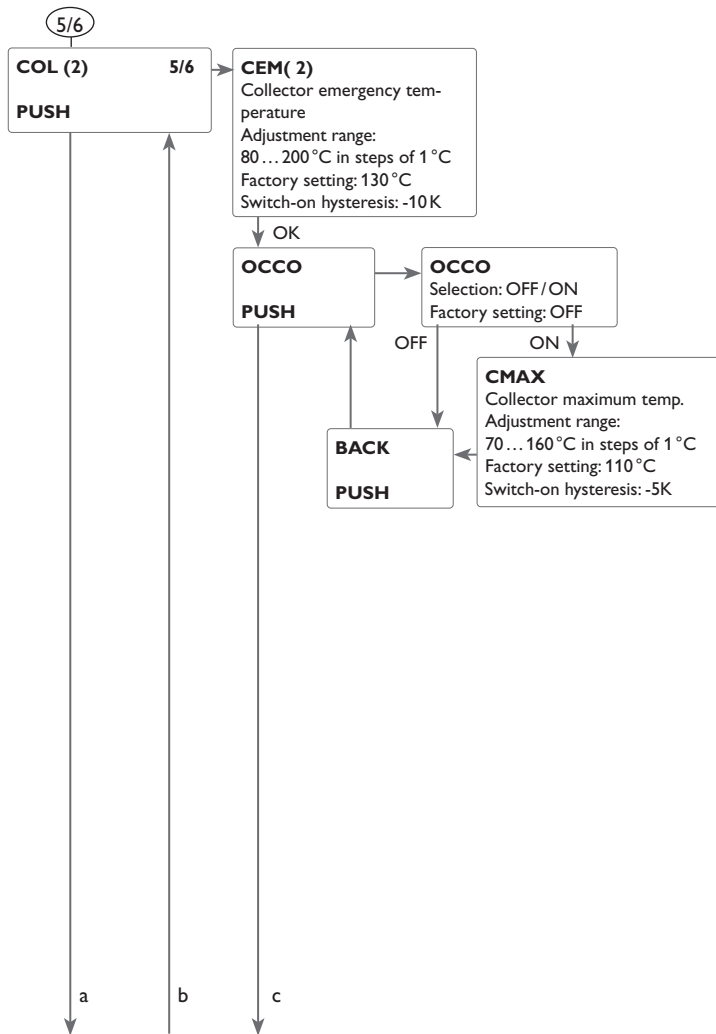 5/6
COL (2) 5/6
PUSH
CEM( 2)
Collector emergency tem-
perature
Adjustment range:
80…200 °C in steps of 1 °C
Factory setting: 130 °C
Switch-on hysteresis: -10 K
OK
OCCO
PUSH
OCCO
Selection: OFF / ON
Factory setting: OFF
OFF
ON
CMAX
Collector maximum temp.
Adjustment range:
70…160 °C in steps of 1 °C
Factory setting: 110 °C
Switch-on hysteresis: -5K
BACK
PUSH
a
b
c